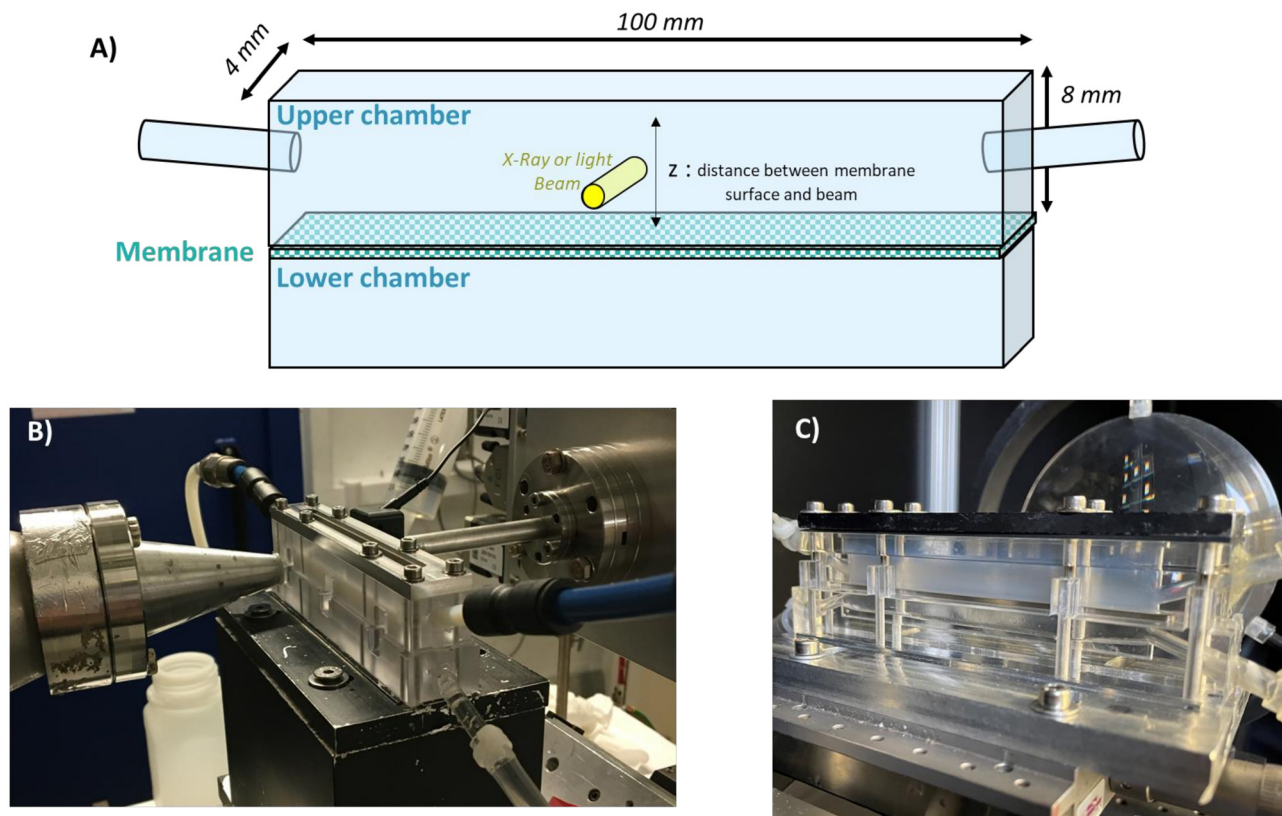 A)
100 mm
4 mm
8 mm
Upper chamber
X-Ray or light
Beam
z : distance between membrane
surface and beam
Membrane
Lower chamber
B)
C)